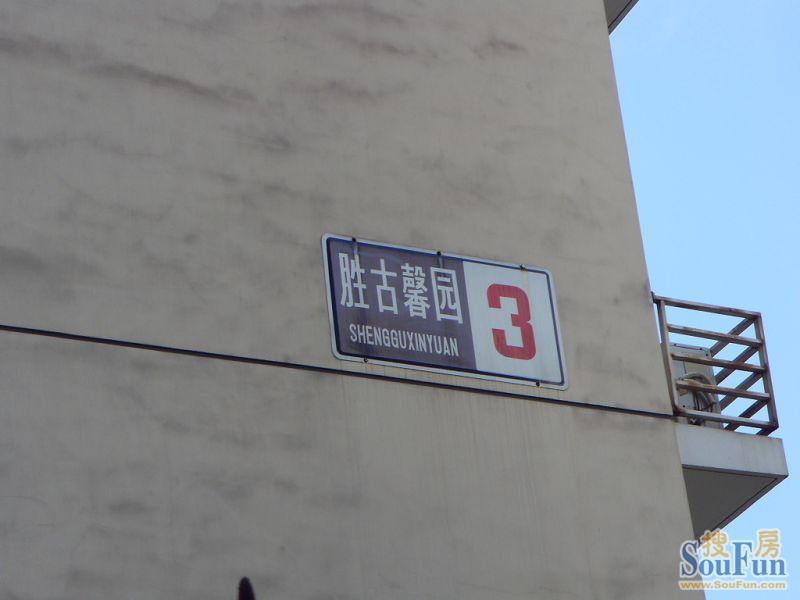 胜古馨园
SHENGGUXINYUAN
3
搜房
SouFun
www.SouFun.com